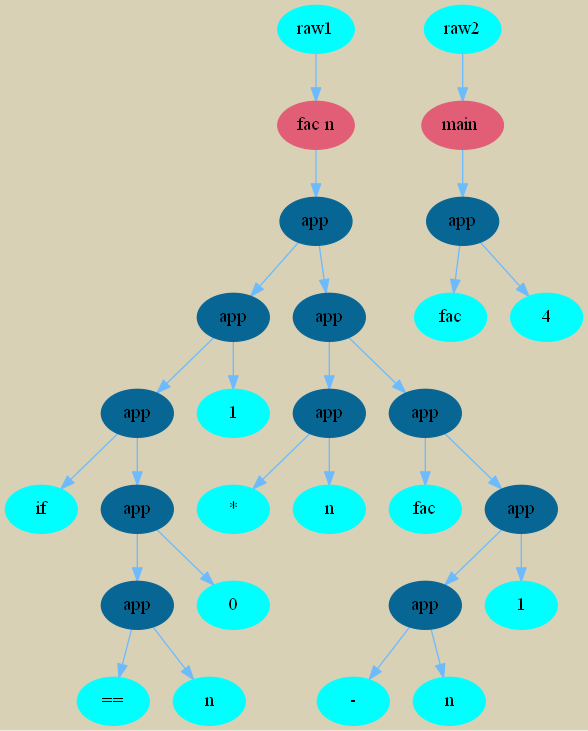 raw1 raw2
fac n main
app app
app app fac 4
app 1 app app
if app * n fac app
app 0 app 1
== n - n